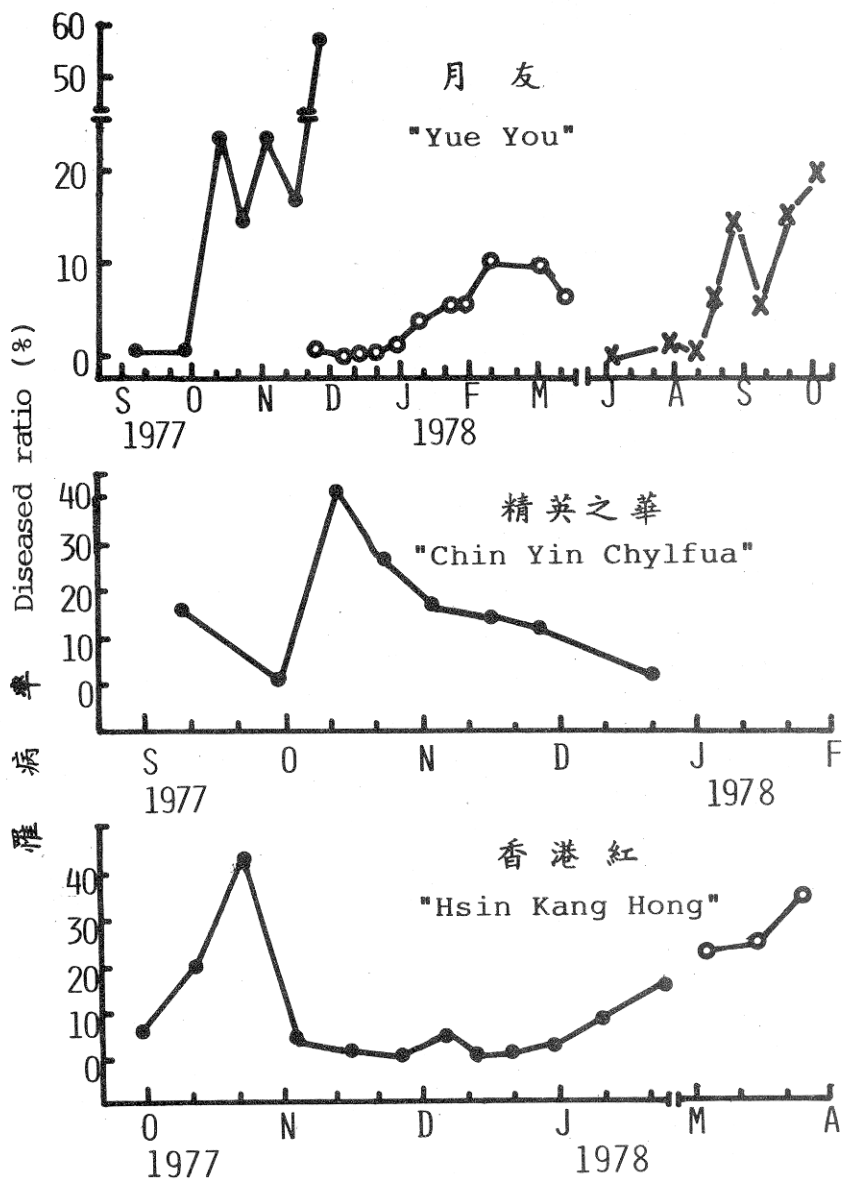 罹病率 Diseased ratio (%)
60
50
20
10
0
月友
"Yue You"
S O N D J F M J A S O
1977 1978
40
30
20
10
0
精英之華
"Chin Yin Chylfua"
S O N D J F
1977 1978
40
30
20
10
0
香港紅
"Hsin Kang Hong"
O N D J M A
1977 1978